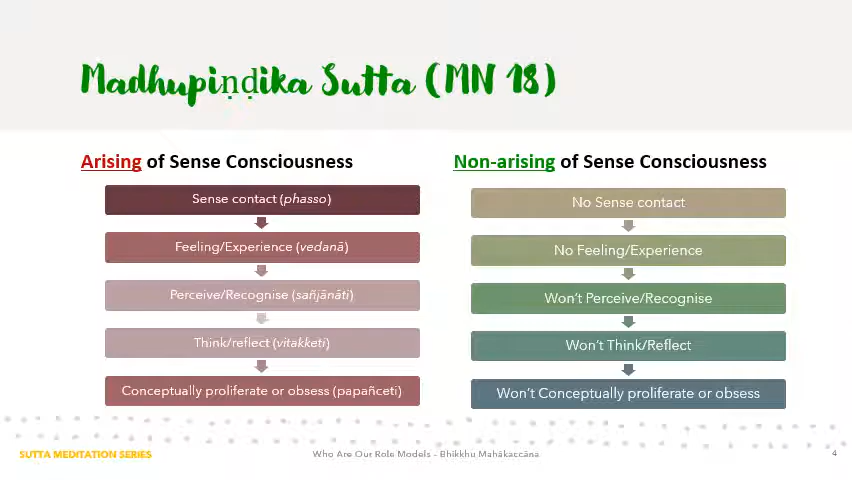 Madhupiṇḍika Sutta (MN 18)
Arising of Sense Consciousness
Sense contact (phasso)
Feeling/Experience (vedanā)
Perceive/Recognise (sañjānāti)
Think/reflect (vitakketi)
Conceptually proliferate or obsess (papañceti)
Non-arising of Sense Consciousness
No Sense contact
No Feeling/Experience
Won't Perceive/Recognise
Won't Think/Reflect
Won't Conceptually proliferate or obsess
SUTTA MEDITATION SERIES
Who Are Our Role Models – Bhikkhu Mahākaccāna
4